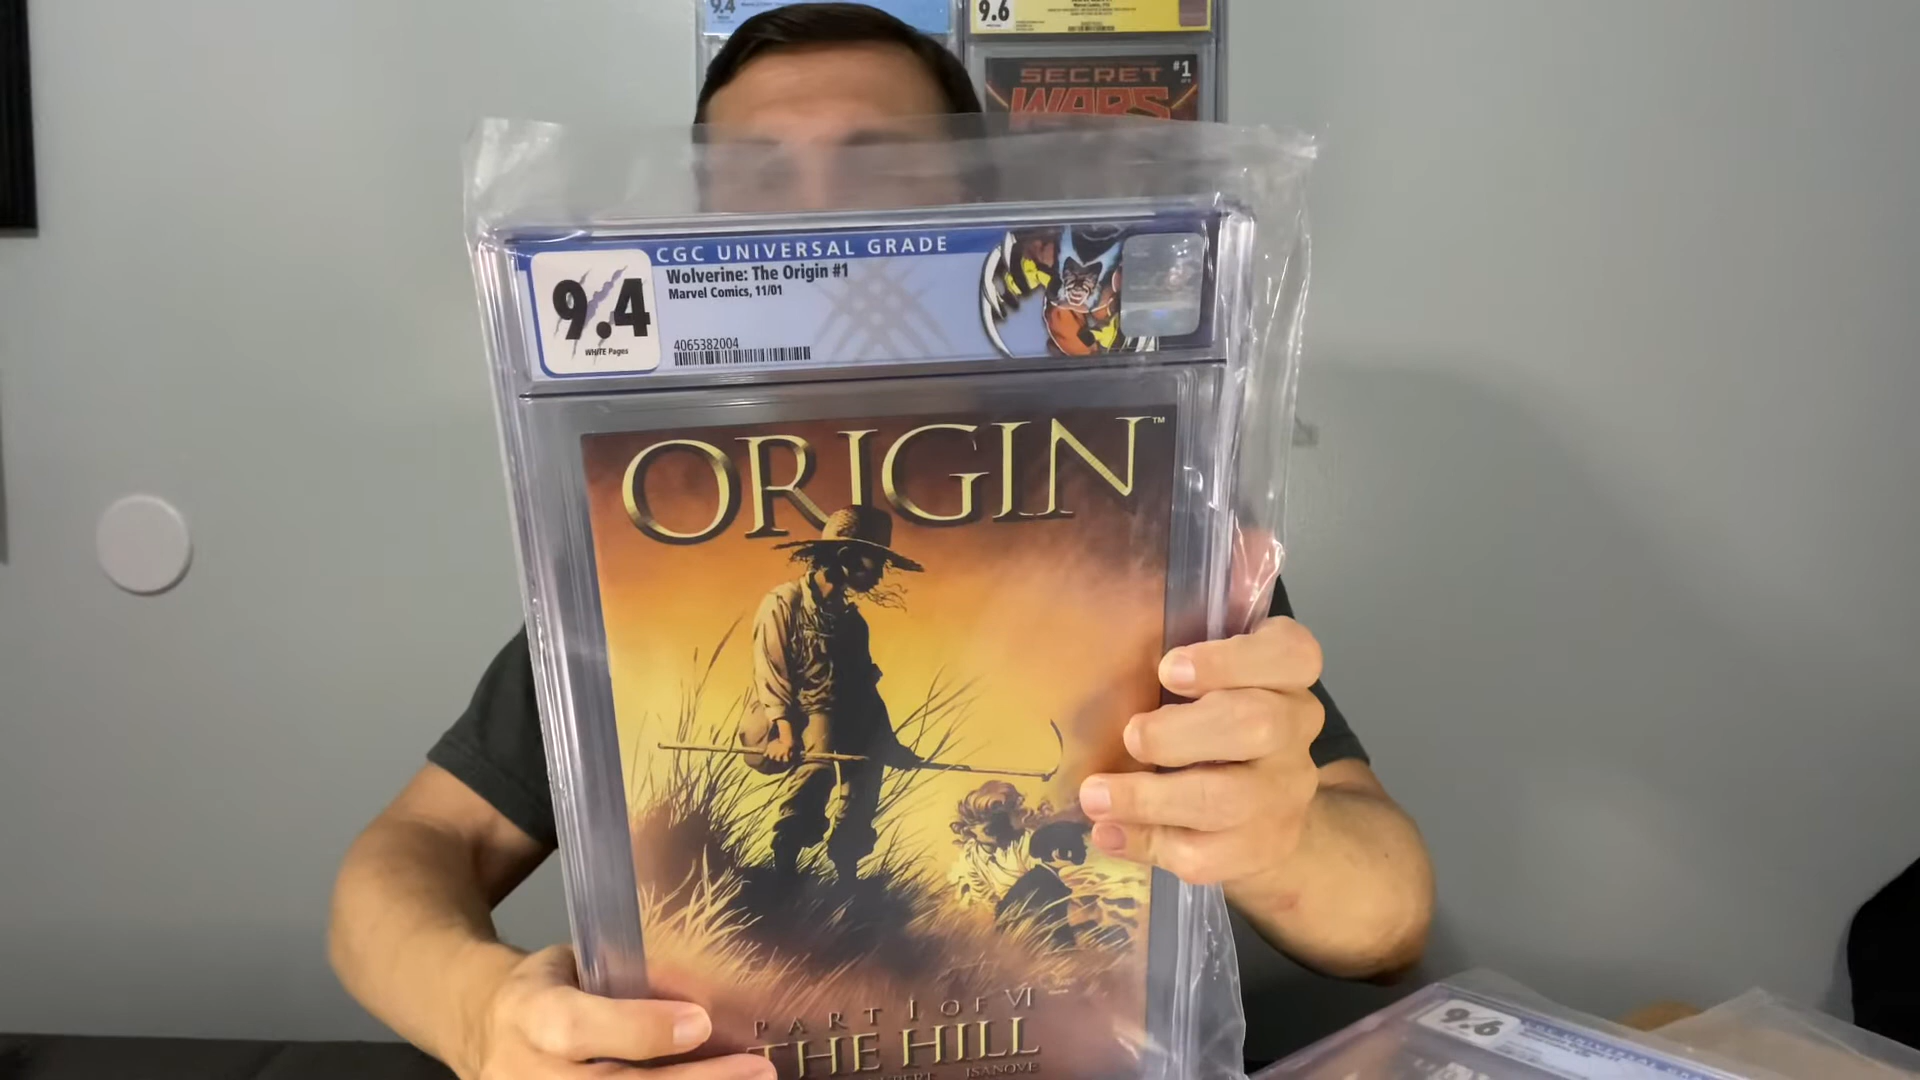 9.4
9.6
SECRET
#1
WARS
CGC UNIVERSAL GRADE
9.4
WHITE Pages
Wolverine: The Origin #1
Marvel Comics, 11/01
4065382004
ORIGIN™
PART I OF VI
THE HILL
ISANOVE
9.6